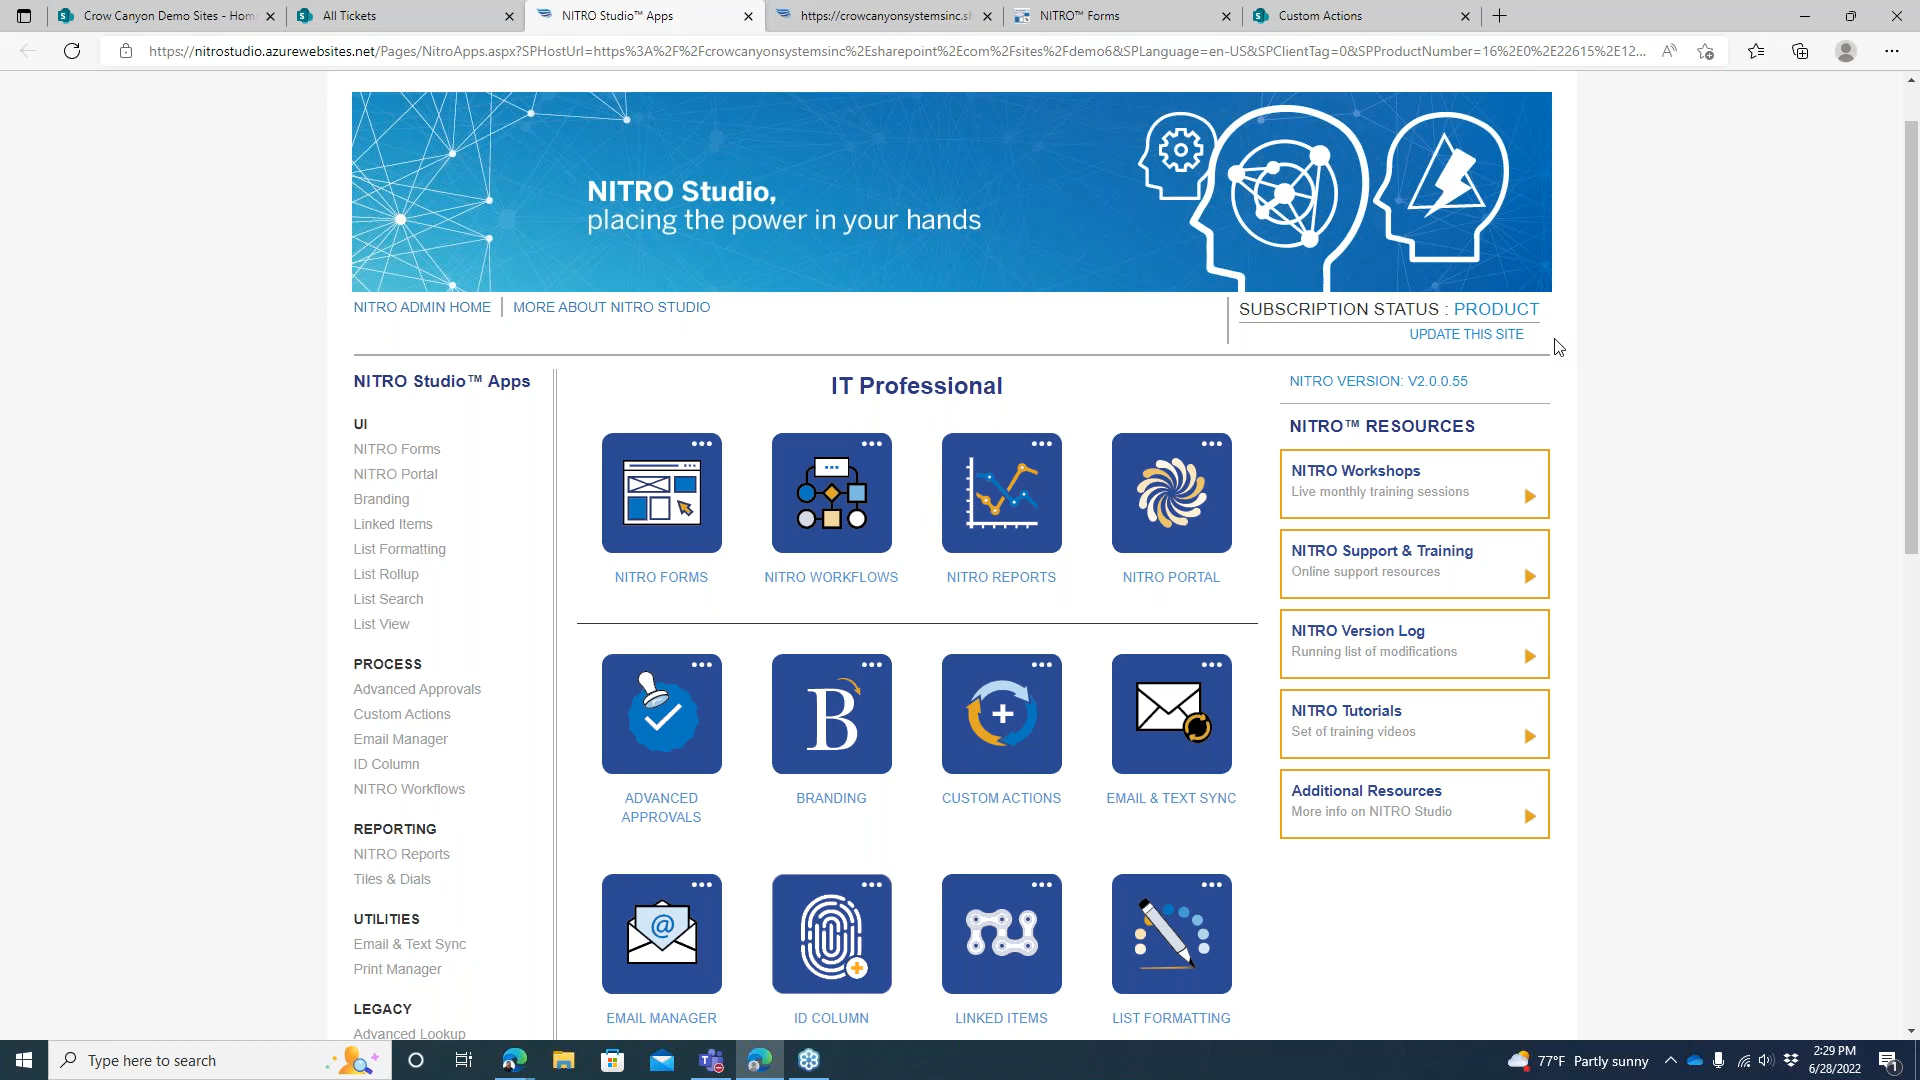 Crow Canyon Demo Sites - Hom
All Tickets
NITRO Studio™ Apps
https://crowcanyonsystemsinc.sh
NITRO™ Forms
Custom Actions
https://nitrostudio.azurewebsites.net/Pages/NitroApps.aspx?SPHostUrl=https%3A%2F%2Fcrowcanyonsystemsinc%2Esharepoint%2Ecom%2Fsites%2Fdemo6&SPLanguage=en-US&SPClientTag=0&SPProductNumber=16%2E0%2E22615%2E12...
NITRO Studio,
placing the power in your hands
NITRO ADMIN HOME
MORE ABOUT NITRO STUDIO
SUBSCRIPTION STATUS : PRODUCT
UPDATE THIS SITE
NITRO Studio™ Apps
UI
NITRO Forms
NITRO Portal
Branding
Linked Items
List Formatting
List Rollup
List Search
List View
PROCESS
Advanced Approvals
Custom Actions
Email Manager
ID Column
NITRO Workflows
REPORTING
NITRO Reports
Tiles & Dials
UTILITIES
Email & Text Sync
Print Manager
LEGACY
Advanced Lookup
IT Professional
NITRO FORMS
NITRO WORKFLOWS
NITRO REPORTS
NITRO PORTAL
ADVANCED
APPROVALS
B
BRANDING
CUSTOM ACTIONS
EMAIL & TEXT SYNC
@
EMAIL MANAGER
ID COLUMN
LINKED ITEMS
LIST FORMATTING
NITRO VERSION: V2.0.0.55
NITRO™ RESOURCES
NITRO Workshops
Live monthly training sessions
NITRO Support & Training
Online support resources
NITRO Version Log
Running list of modifications
NITRO Tutorials
Set of training videos
Additional Resources
More info on NITRO Studio
Type here to search
77°F Partly sunny
2:29 PM
6/28/2022
1